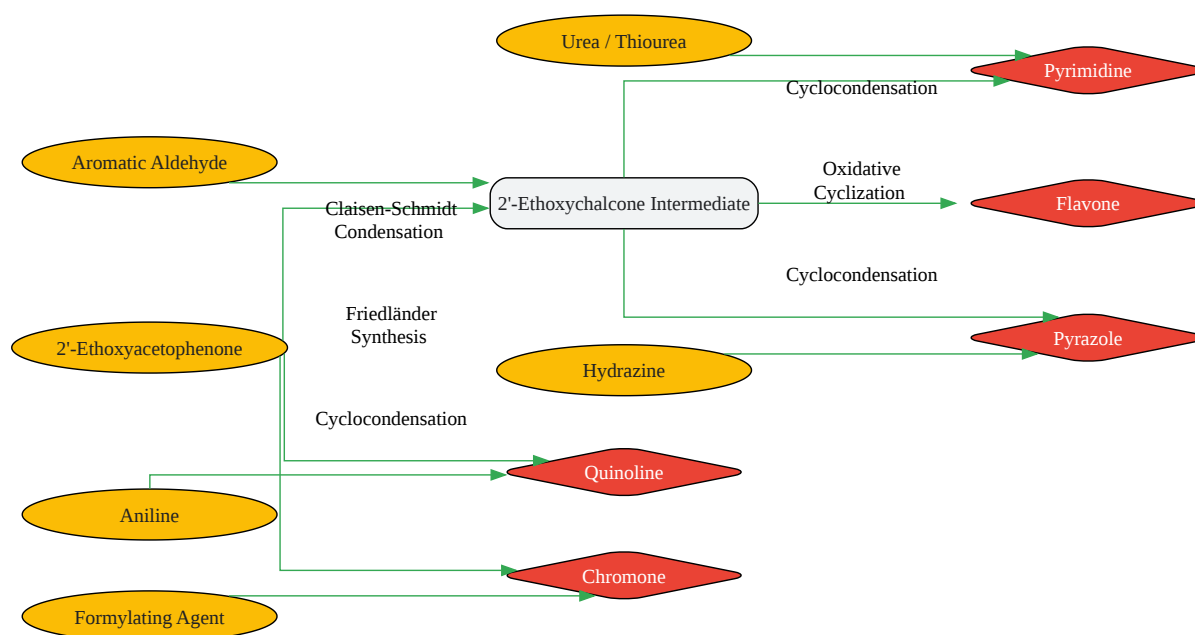 Urea / Thiourea
Pyrimidine
Cyclocondensation
Aromatic Aldehyde
Oxidative
Cyclization
2'-Ethoxychalcone Intermediate
Flavone
Claisen-Schmidt
Condensation
Cyclocondensation
Friedländer
Synthesis
2'-Ethoxyacetophenone
Pyrazole
Hydrazine
Cyclocondensation
Quinoline
Aniline
Chromone
Formylating Agent